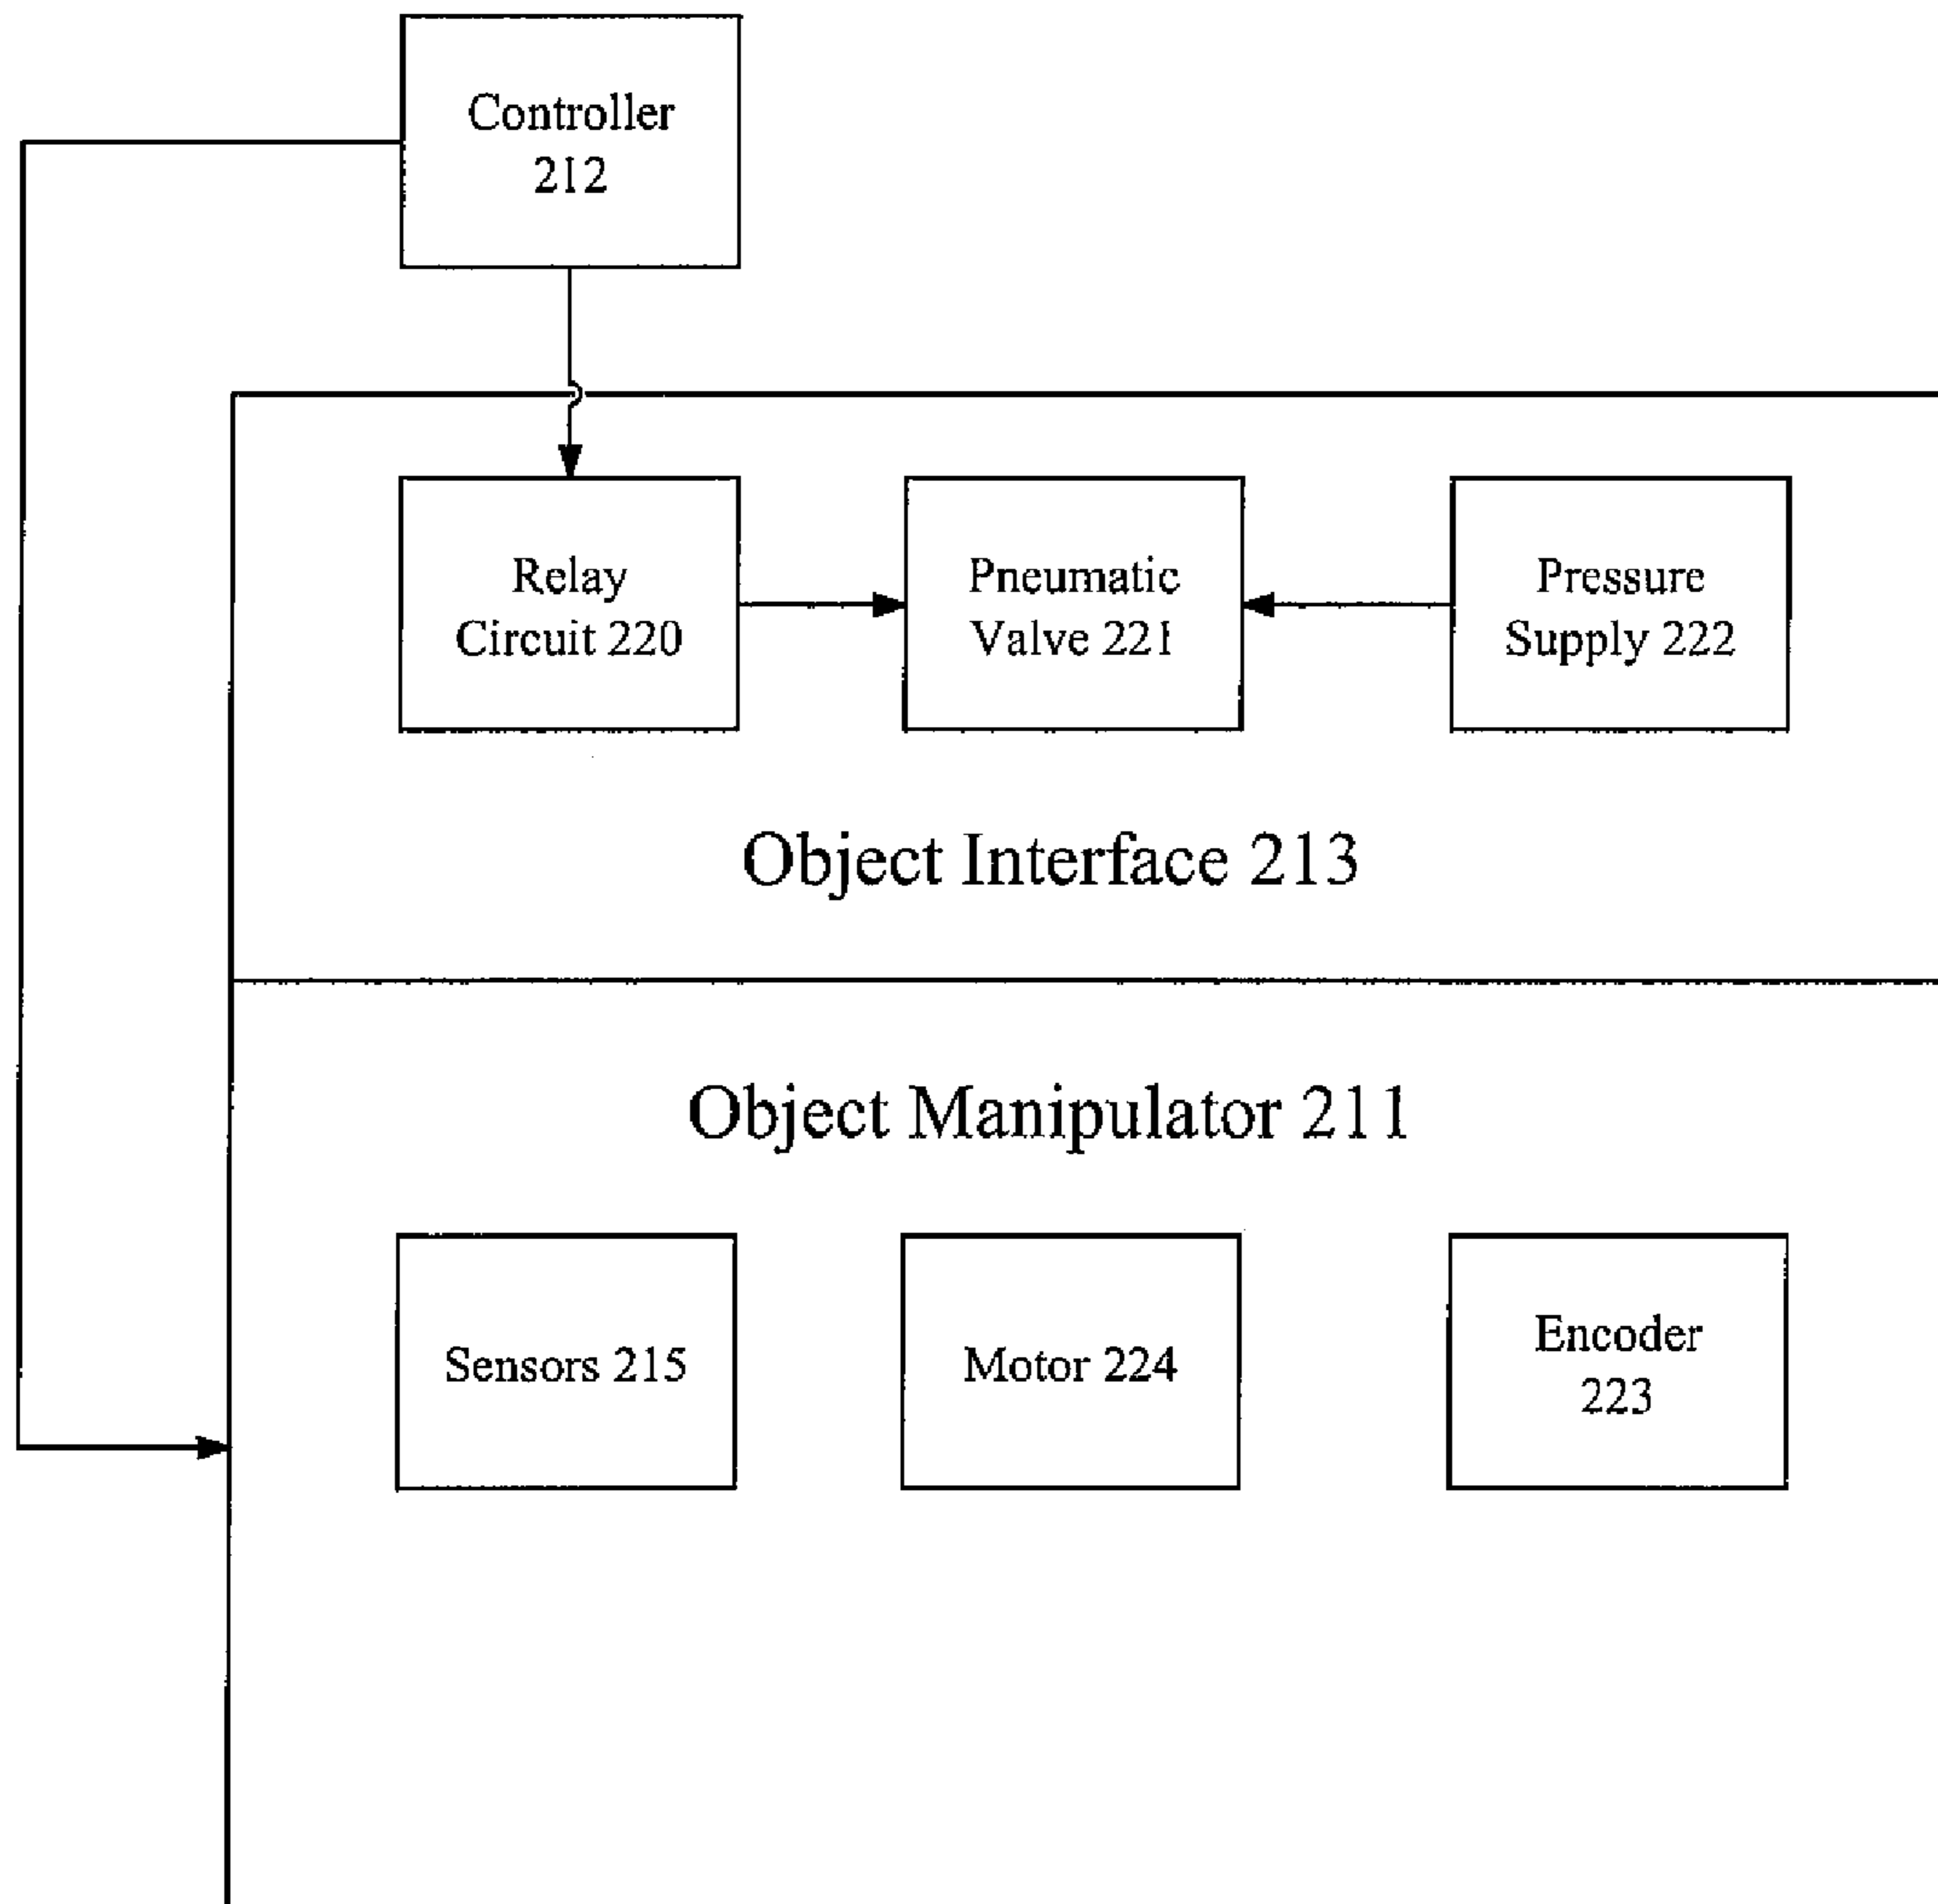 Controller
212
Relay
Circuit 220
Pneumatic
Valve 221
Pressure
Supply 222
Object Interface 213
Object Manipulator 211
Sensors 215
Motor 224
Encoder
223